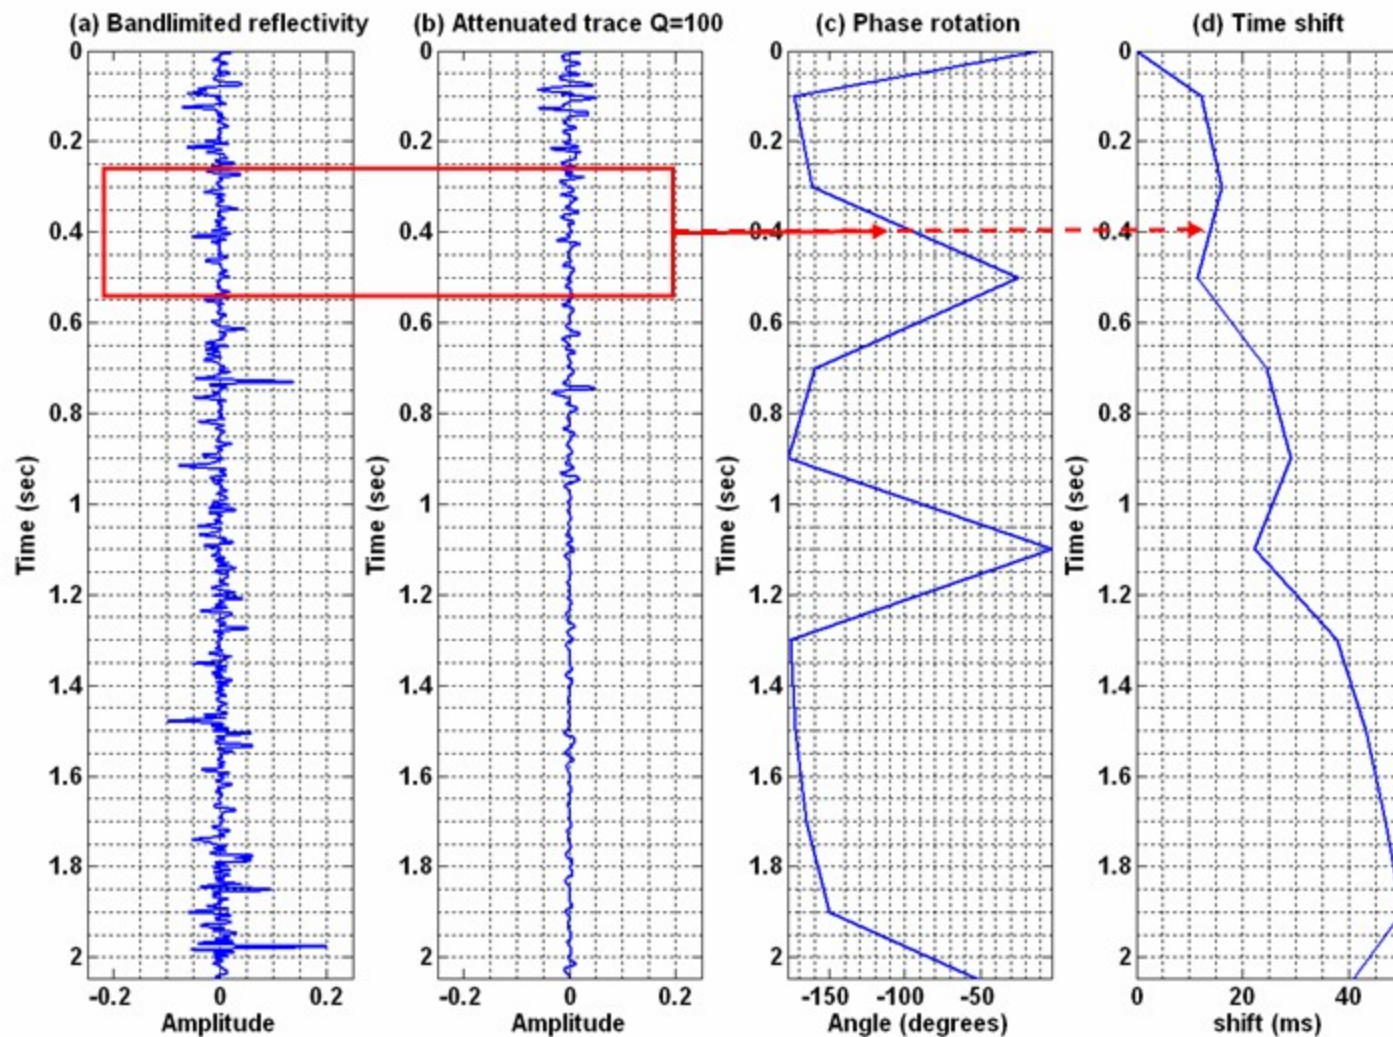 (a) Bandlimited reflectivity
0
0.2
0.4
0.6
0.8
1
1.2
1.4
1.6
1.8
2
Time (sec)
-0.2 0 0.2
Amplitude
(b) Attenuated trace Q=100
0
0.2
0.4
0.6
0.8
1
1.2
1.4
1.6
1.8
2
Time (sec)
-0.2 0 0.2
Amplitude
(c) Phase rotation
0
0.2
0.4
0.6
0.8
1
1.2
1.4
1.6
1.8
2
Time (sec)
-150 -100 -50
Angle (degrees)
(d) Time shift
0
0.2
0.4
0.6
0.8
1
1.2
1.4
1.6
1.8
2
Time (sec)
0 20 40
shift (ms)